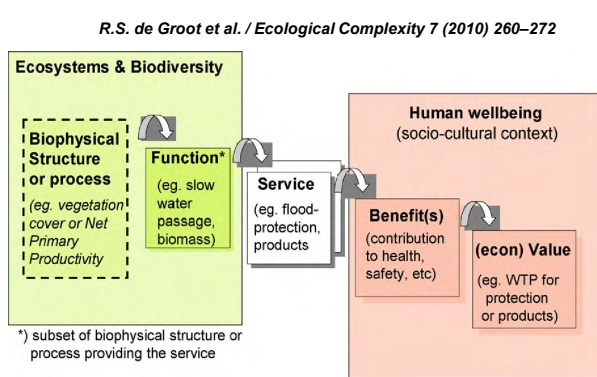 R.S. de Groot et al. / Ecological Complexity 7 (2010) 260–272
Ecosystems & Biodiversity
Biophysical
Structure
or process
(eg. vegetation
cover or Net
Primary
Productivity
Function*
(eg. slow
water
passage,
biomass)
Service
(eg. flood-
protection,
products
Human wellbeing
(socio-cultural context)
Benefit(s)
(contribution
to health,
safety, etc)
(econ) Value
(eg. WTP for
protection
or products)
*) subset of biophysical structure or
process providing the service